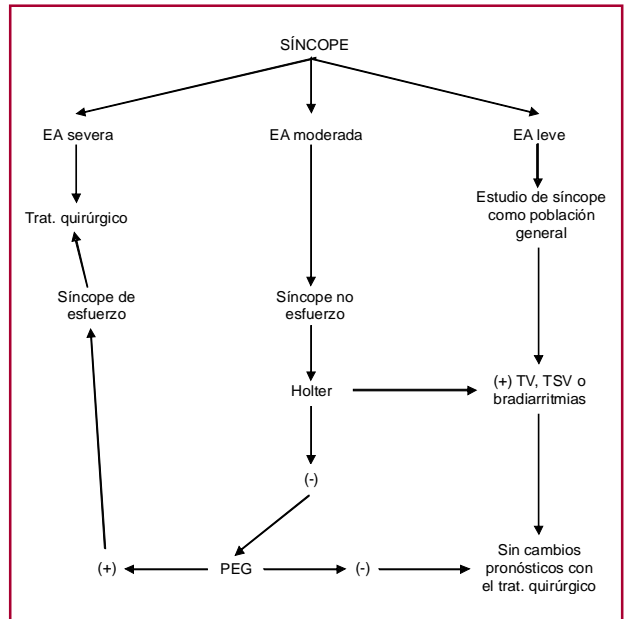 SÍNCOPE
EA severa
EA moderada
EA leve
Trat. quirúrgico
Estudio de síncope
como población
general
Síncope de
esfuerzo
Síncope no
esfuerzo
Holter
(+) TV, TSV o
bradiarritmias
(-)
(+)
PEG
(-)
Sin cambios
pronósticos con
el trat. quirúrgico